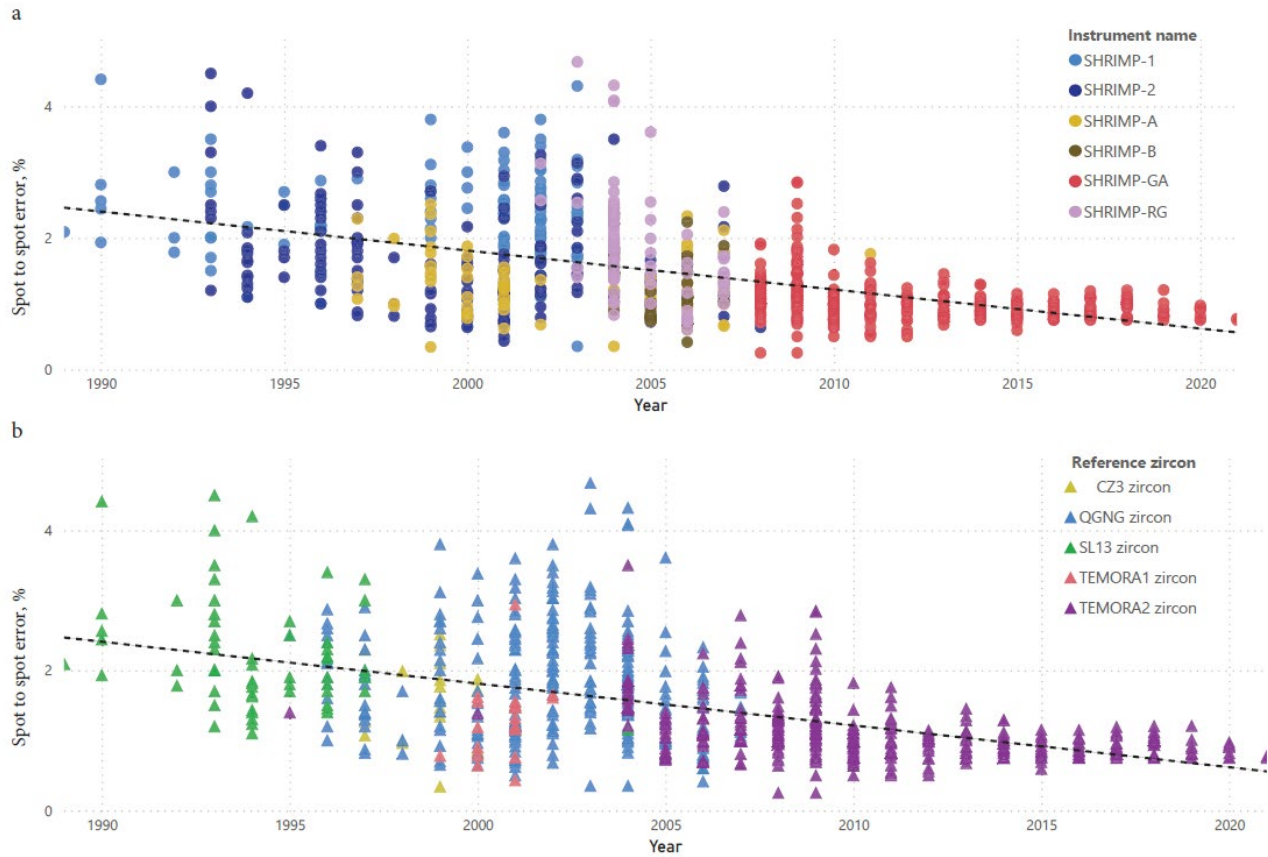 a
Instrument name
SHRIMP-1
SHRIMP-2
SHRIMP-A
SHRIMP-B
SHRIMP-GA
SHRIMP-RG
Spot to spot error, %
4
2
0
1990 1995 2000 2005 2010 2015 2020
Year
b
Reference zircon
CZ3 zircon
QGNG zircon
SL13 zircon
TEMORA1 zircon
TEMORA2 zircon
Spot to spot error, %
4
2
0
1990 1995 2000 2005 2010 2015 2020
Year